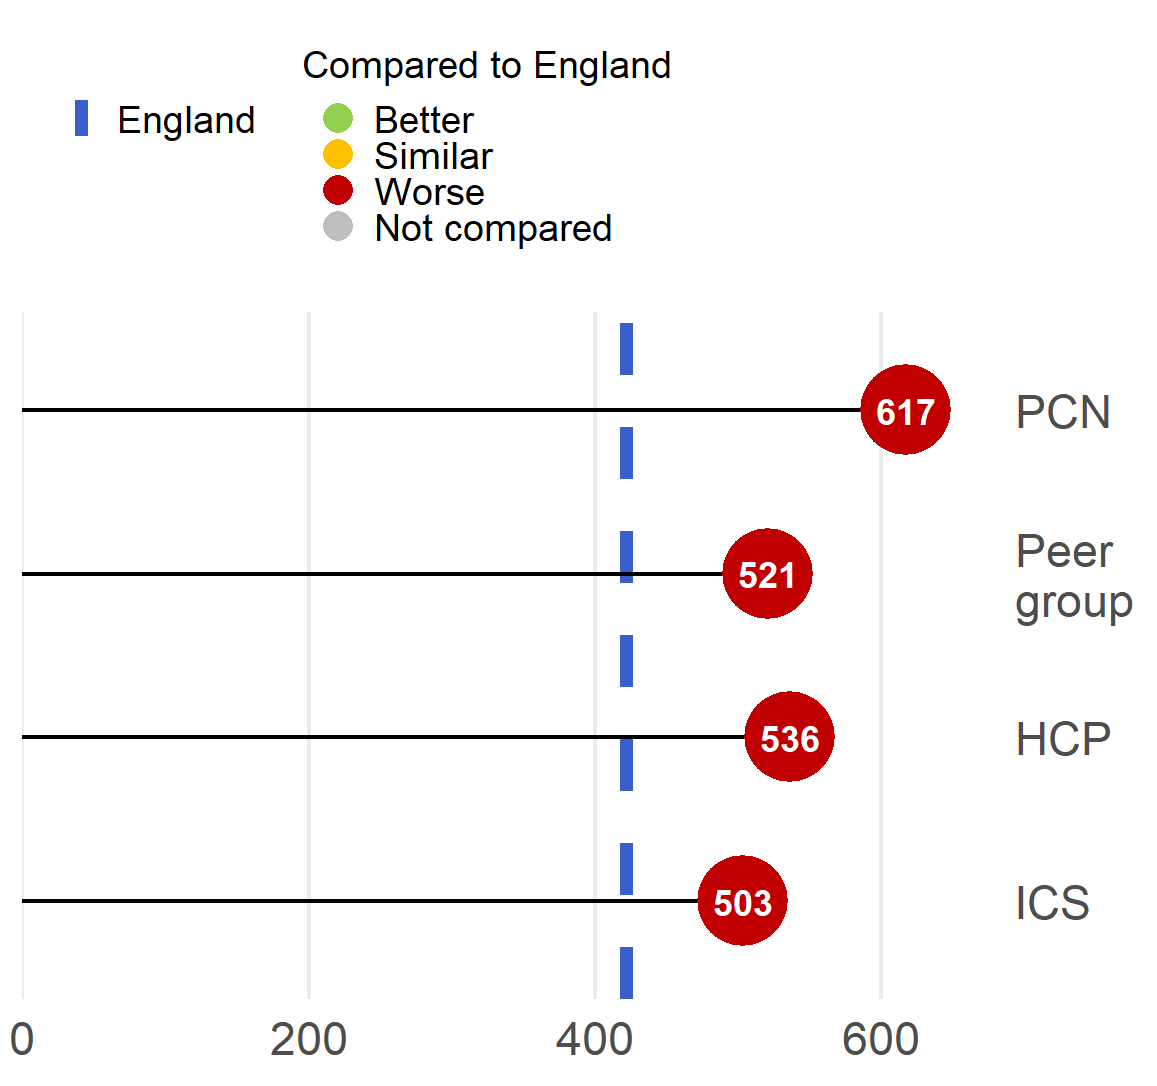 Compared to England
England
Better
Similar
Worse
Not compared
617
PCN
521
Peer
group
536
HCP
503
ICS
0
200
400
600